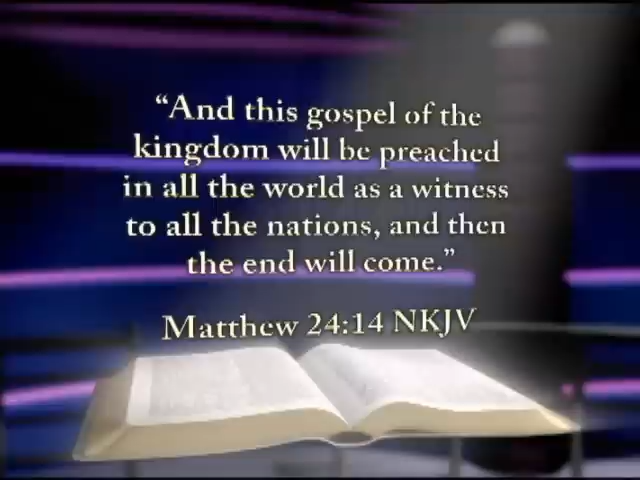 “And this gospel of the
kingdom will be preached
in all the world as a witness
to all the nations, and then
the end will come.”
Matthew 24:14 NKJV